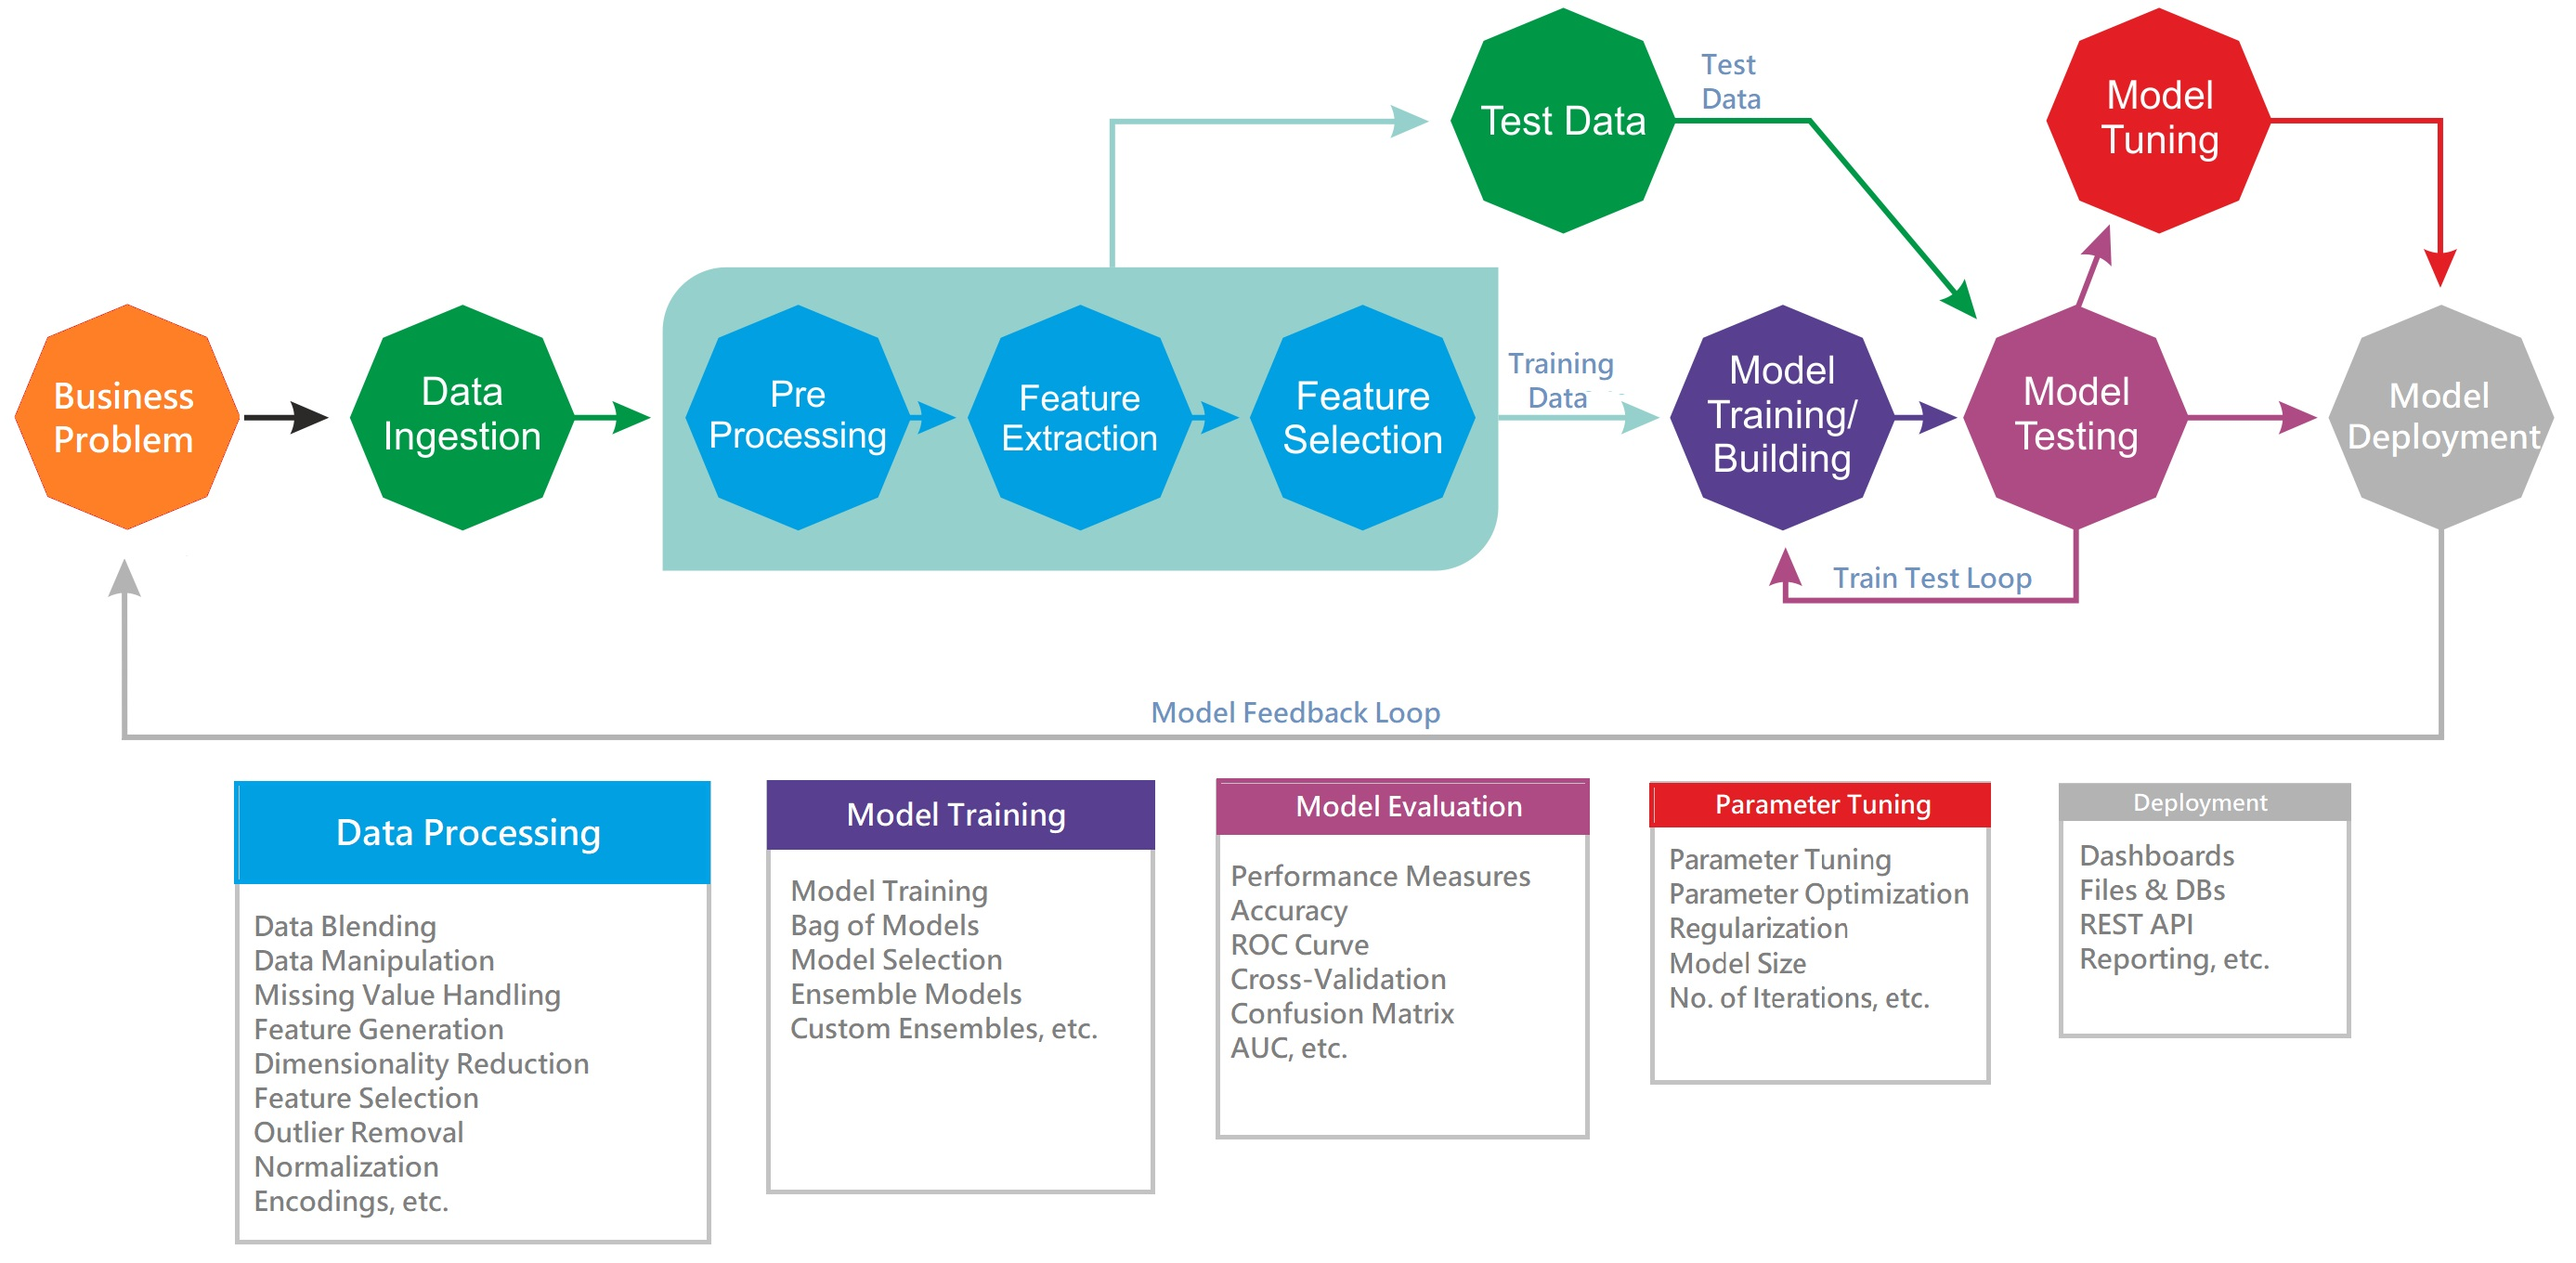 Test
Data
Test Data
Model
Tuning
Business
Problem
Data
Ingestion
Pre
Processing
Feature
Extraction
Feature
Selection
Training
Data
Model
Training/
Building
Model
Testing
Model
Deployment
Train Test Loop
Model Feedback Loop
Data Processing
Data Blending
Data Manipulation
Missing Value Handling
Feature Generation
Dimensionality Reduction
Feature Selection
Outlier Removal
Normalization
Encodings, etc.
Model Training
Model Training
Bag of Models
Model Selection
Ensemble Models
Custom Ensembles, etc.
Model Evaluation
Performance Measures
Accuracy
ROC Curve
Cross-Validation
Confusion Matrix
AUC, etc.
Parameter Tuning
Parameter Tuning
Parameter Optimization
Regularization
Model Size
No. of Iterations, etc.
Deployment
Dashboards
Files & DBs
REST API
Reporting, etc.